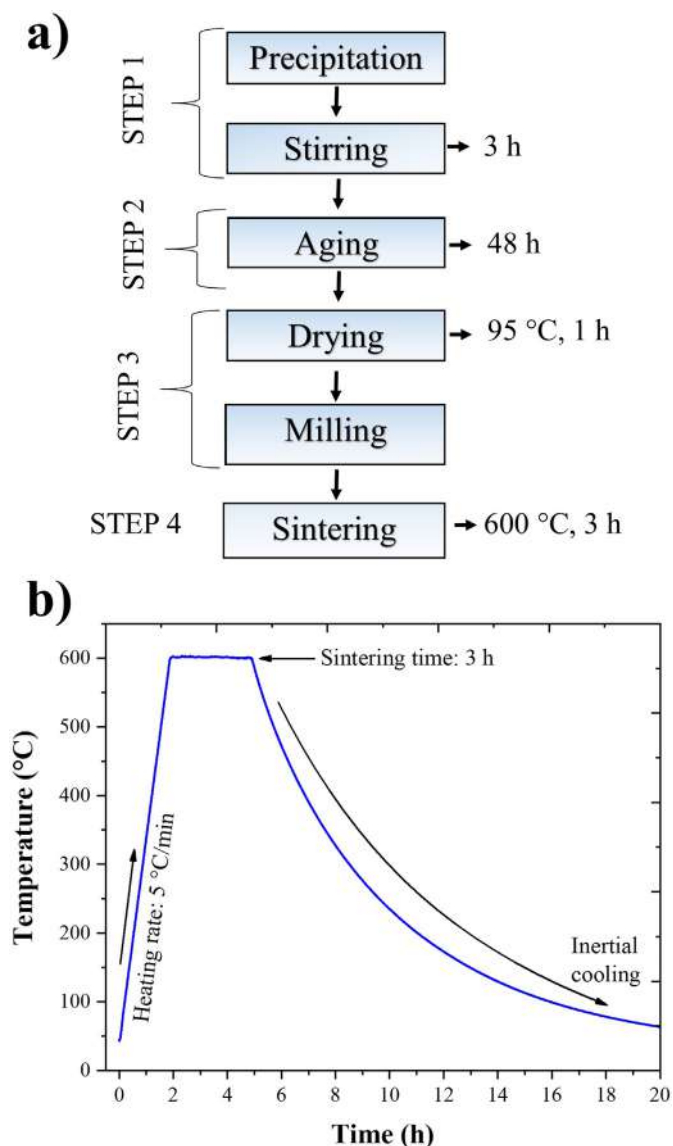 a)
STEP 1
Precipitation
Stirring
3 h
STEP 2
Aging
48 h
STEP 3
Drying
95 °C, 1 h
Milling
STEP 4
Sintering
600 °C, 3 h
b)
Temperature (°C)
600
500
400
300
200
100
0
Heating rate: 5 °C/min
Sintering time: 3 h
Inertial
cooling
0 2 4 6 8 10 12 14 16 18 20
Time (h)